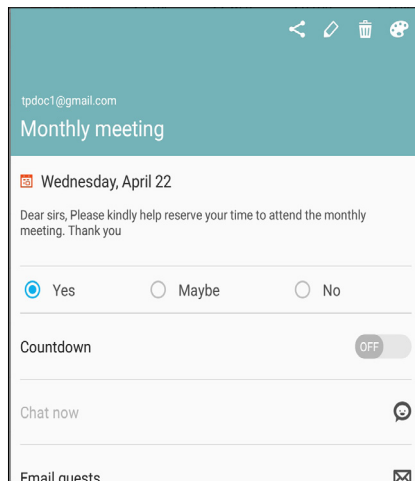 tpdoc1@gmail.com
Monthly meeting
Wednesday, April 22
Dear sirs, Please kindly help reserve your time to attend the monthly
meeting. Thank you
Yes Maybe No
Countdown OFF
Chat now
Email guests